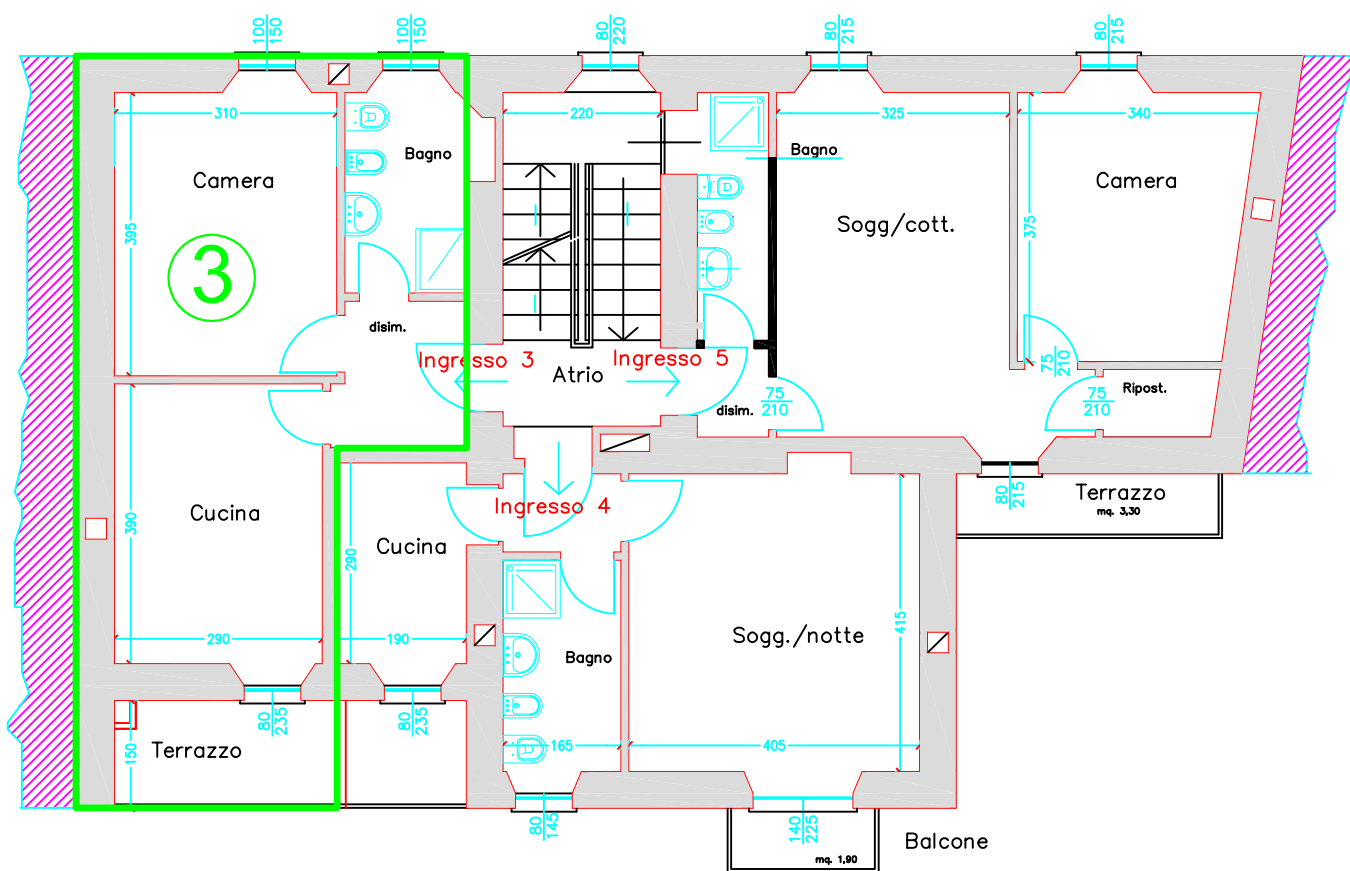 100
150
100
150
80
220
80
215
80
215
310
220
325
340
Bagno
Bagno
Camera
Camera
Sogg/cott.
395
375
3
disim.
Ingresso 3
Ingresso 5
Atrio
75
210
Ripost.
75
210
75
210
disim.
80
215
Terrazzo
mq. 3,30
Ingresso 4
Cucina
390
Cucina
290
290
190
415
Sogg./notte
Bagno
80
235
80
235
150
Terrazzo
165
405
80
145
140
225
Balcone
mq. 1,90